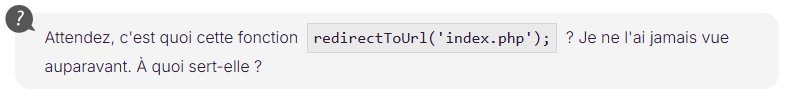 ?
Attendez, c'est quoi cette fonction redirectToUrl('index.php'); ? Je ne l'ai jamais vue
auparavant. À quoi sert-elle ?